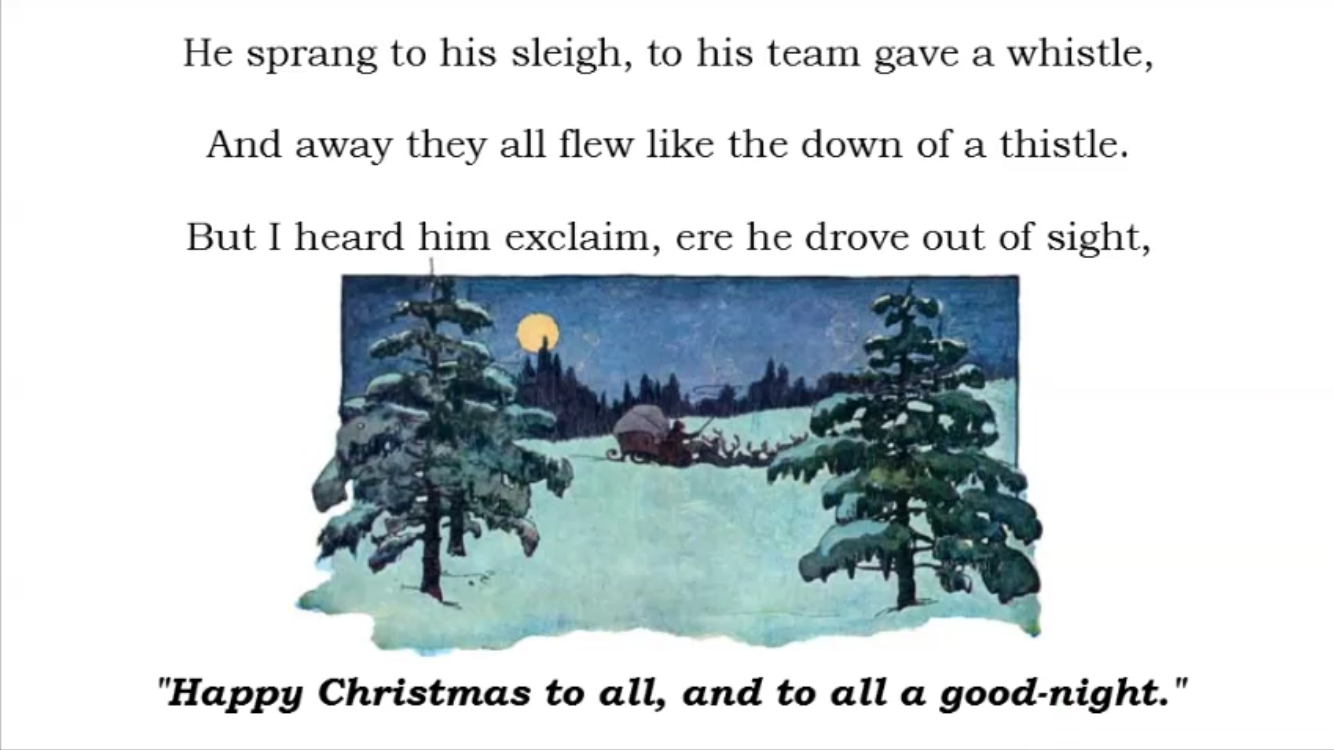 He sprang to his sleigh, to his team gave a whistle,
And away they all flew like the down of a thistle.
But I heard him exclaim, ere he drove out of sight,
"Happy Christmas to all, and to all a good-night."